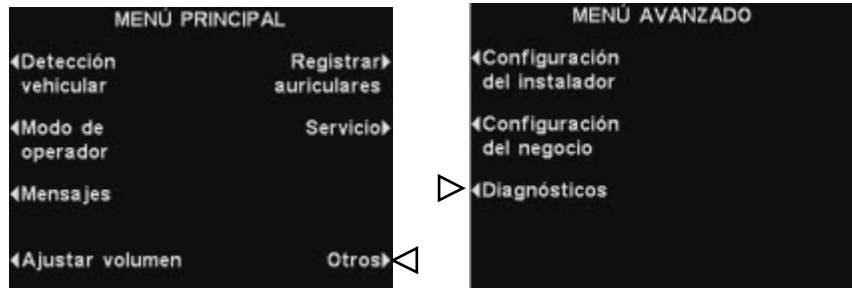 MENÚ PRINCIPAL
Detección
vehicular
Registrar
auriculares
Modo de
operador
Servicio
Mensajes
Ajustar volumen
Otros
MENÚ AVANZADO
Configuración
del instalador
Configuración
del negocio
Diagnósticos